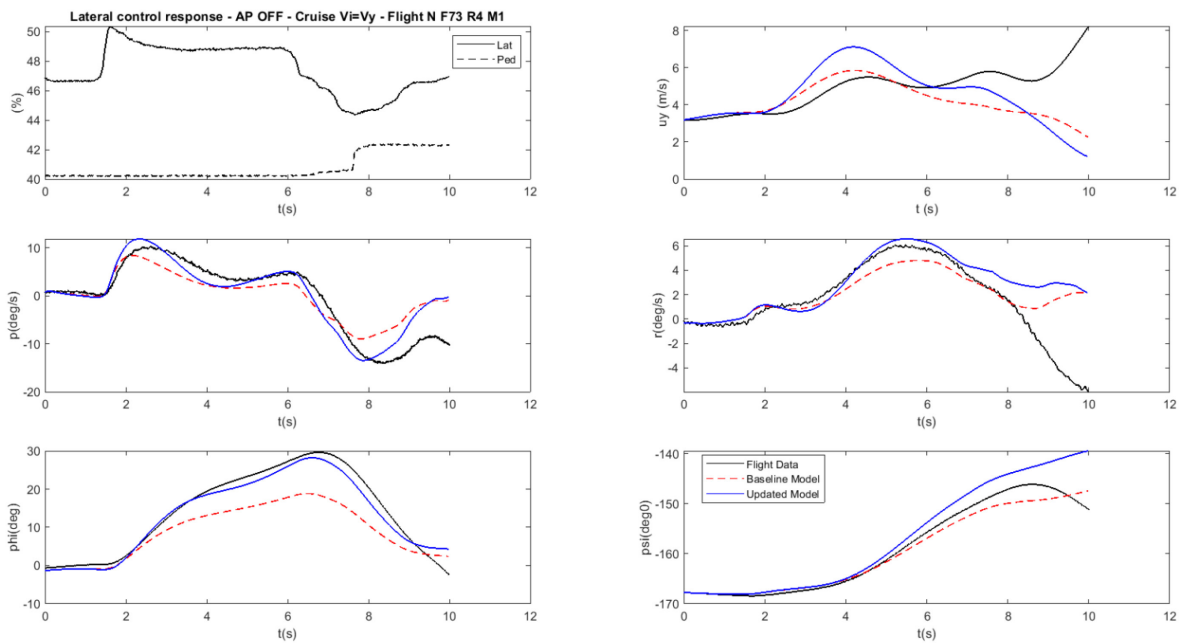 Lateral control response - AP OFF - Cruise Vi=Vy - Flight N F73 R4 M1
50
48
46
44
42
40
(%)
Lat
Ped
0 2 4 6 8 10 12
t(s)
8
6
4
2
0
uy (m/s)
0 2 4 6 8 10 12
t (s)
10
0
-10
-20
p(deg/s)
0 2 4 6 8 10 12
t(s)
6
4
2
0
-2
-4
r(deg/s)
0 2 4 6 8 10 12
t(s)
30
20
10
0
-10
phi(deg)
0 2 4 6 8 10 12
t(s)
-140
-150
-160
-170
psi(deg0)
Flight Data
Baseline Model
Updated Model
0 2 4 6 8 10 12
t(s)